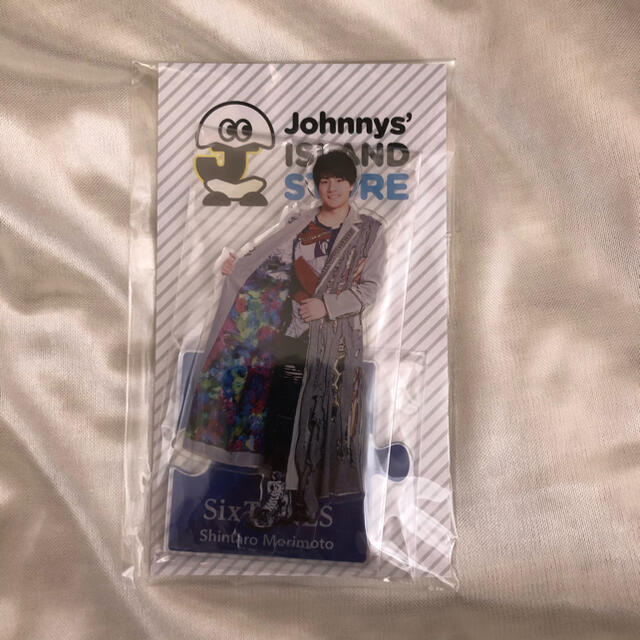 Johnnys'
ISLAND
STORE
SixTONES
Shintaro Morimoto